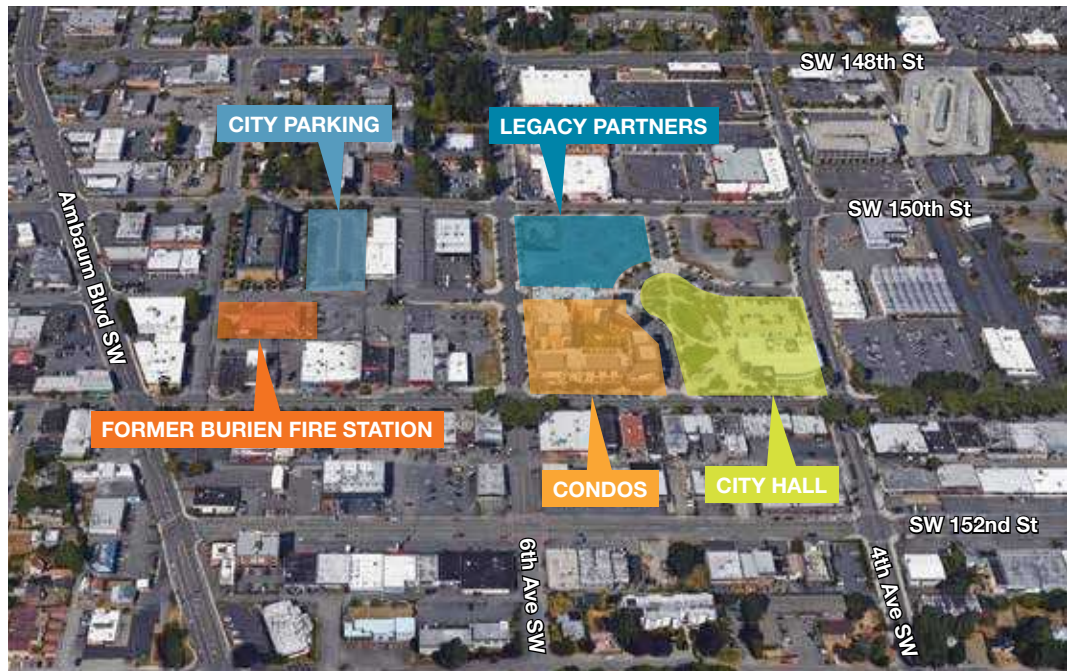 SW 148th St
CITY PARKING
LEGACY PARTNERS
SW 150th St
Ambaum Blvd SW
FORMER BURIEN FIRE STATION
CONDOS
CITY HALL
SW 152nd St
6th Ave SW
4th Ave SW